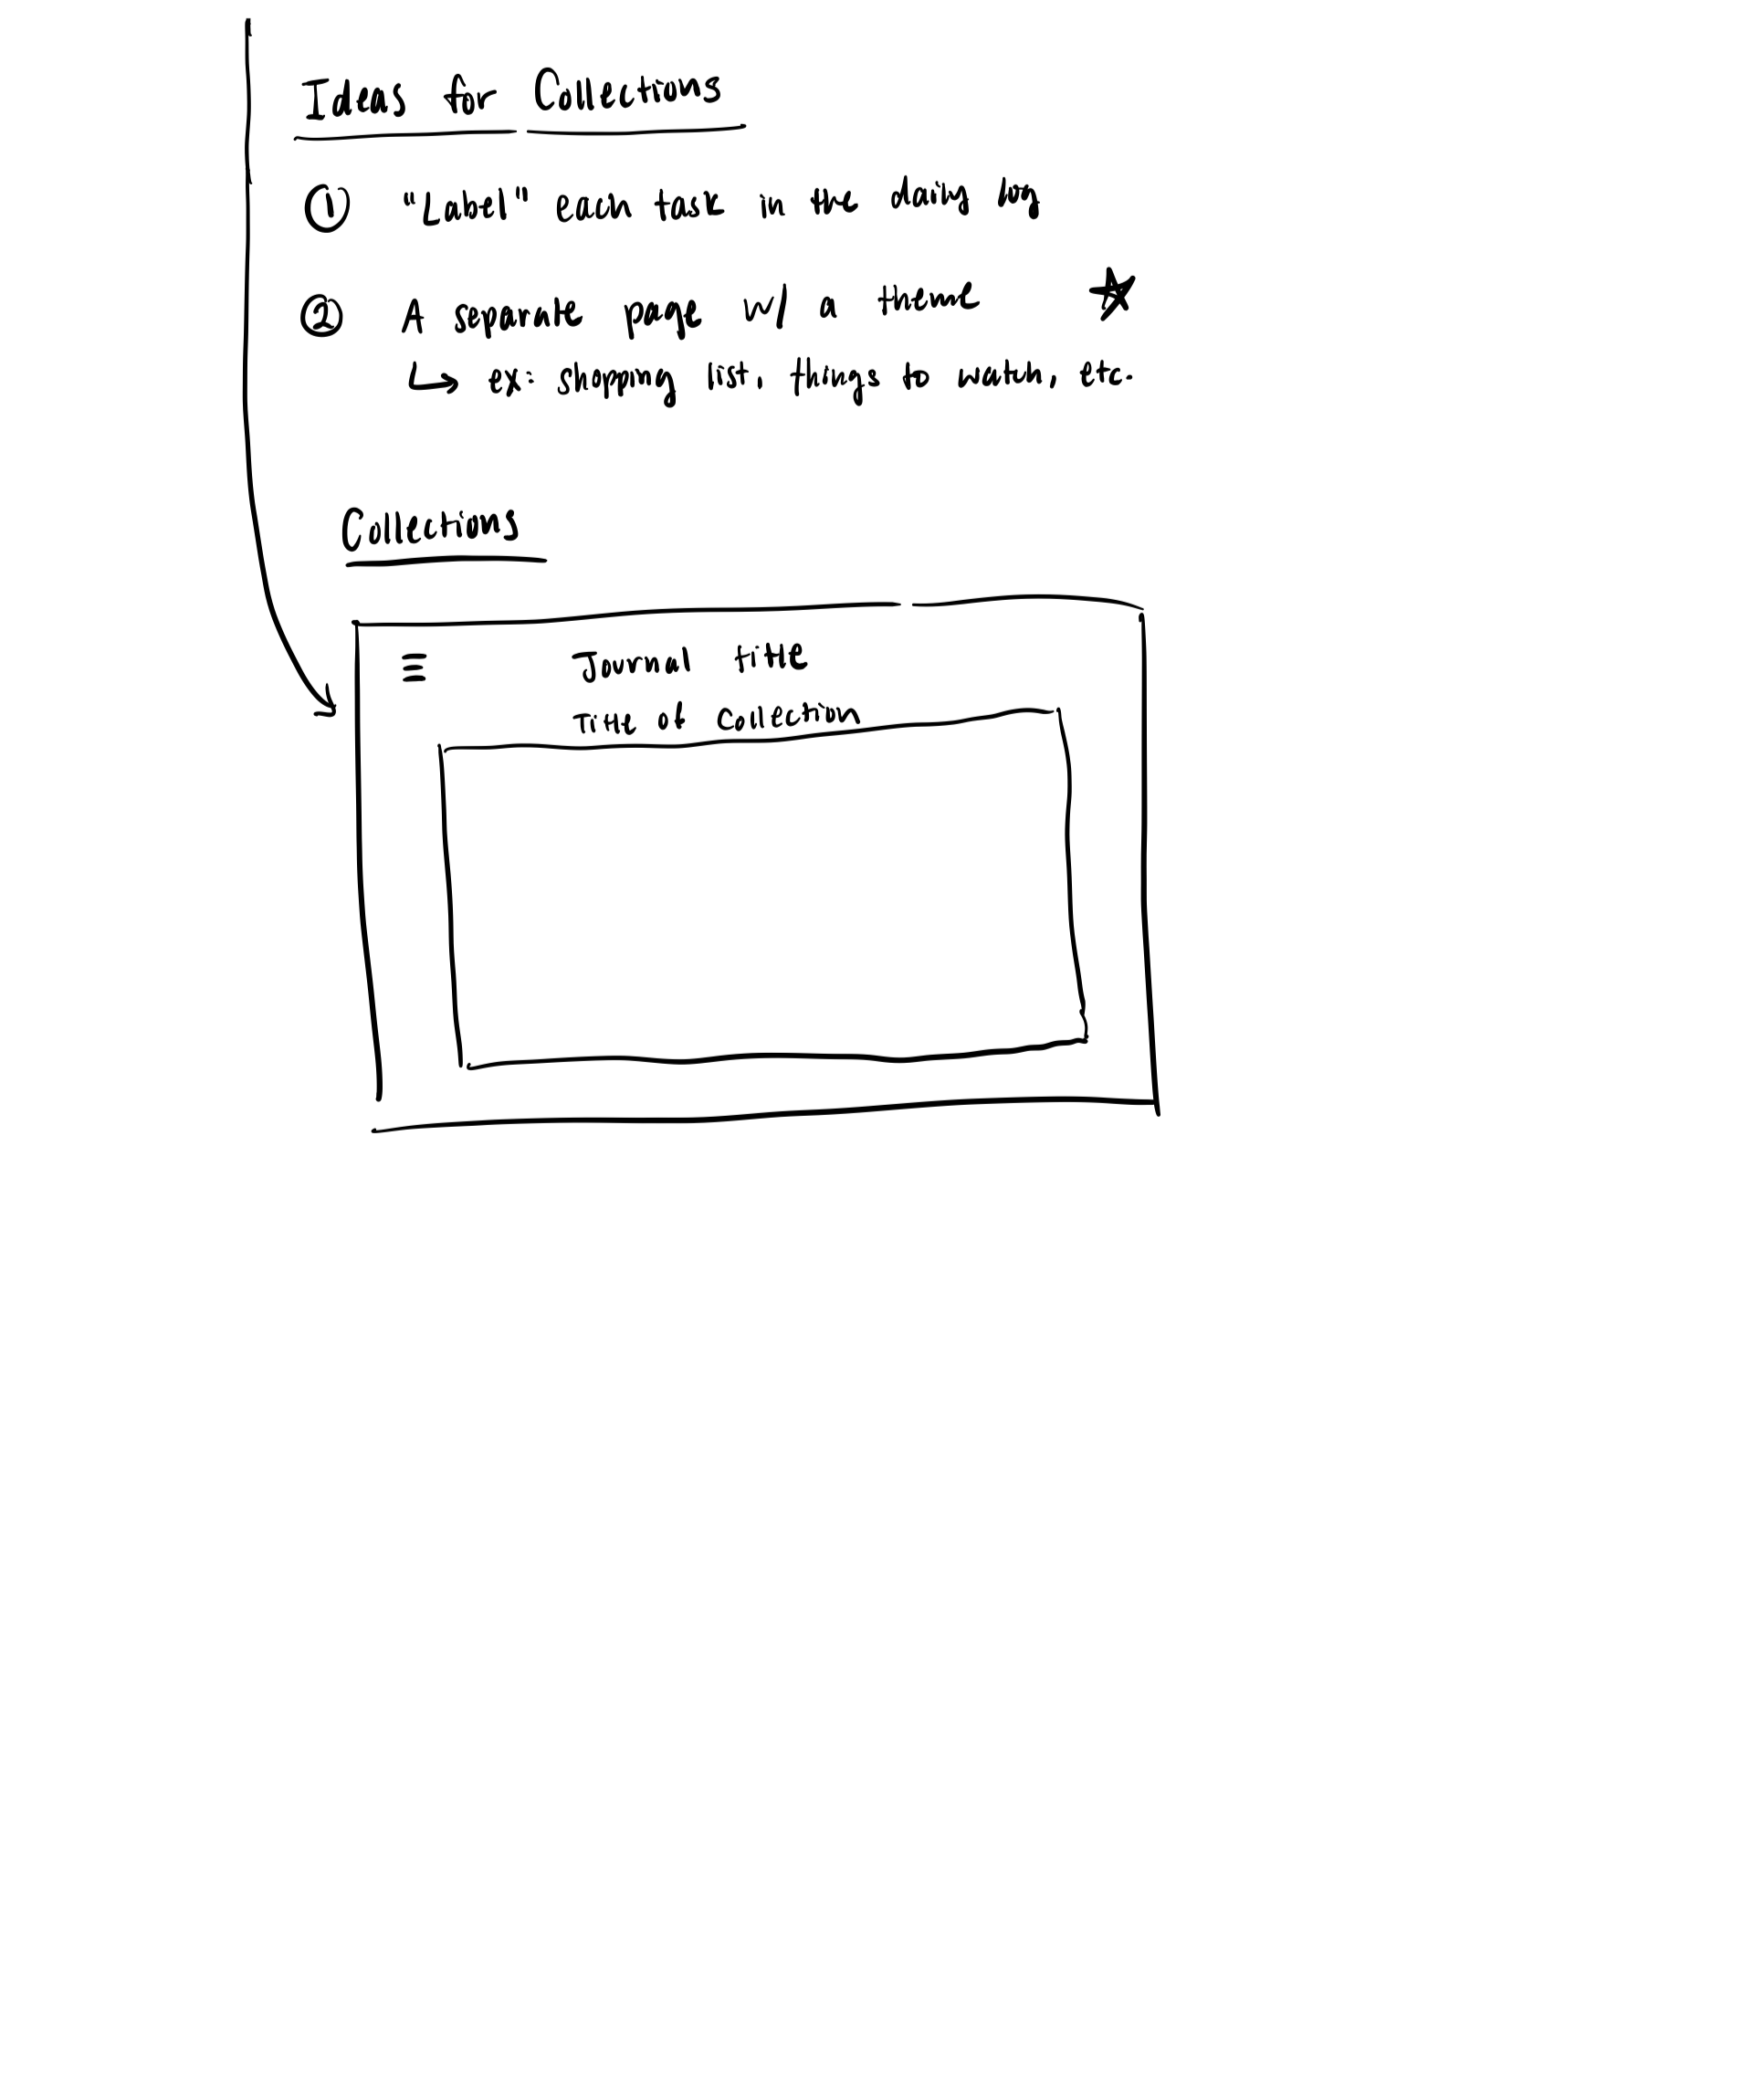 Ideas for Collections
① "Label" each task in the daily log
② A separate page w/ a theme
ex: shopping list, things to watch, etc.
Collections
Journal title
Title of collection